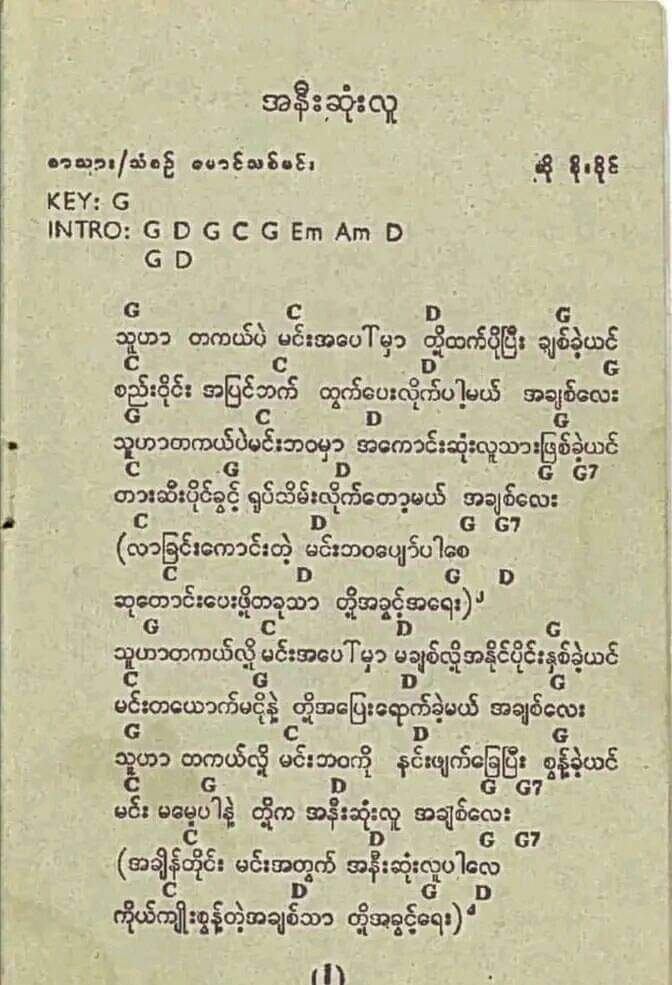 အနီးဆုံးလူ
စာသား/သံစဉ် မောင်သစ်မင်း ဆို စိုးခိုင်
KEY: G
INTRO: G D G C G Em Am D
G D
G C D G
သူဟာ တကယ်ပဲ မင်းအပေါ်မှာ တို့ထက်ပိုပြီး ချစ်ခဲ့ယင်
C C D G
စည်းဝိုင်း အပြင်ဘက် ထွက်ပေးလိုက်ပါ့မယ် အချစ်လေး
G C D G
သူဟာတကယ်ပဲမင်းဘဝမှာ အကောင်းဆုံးလူသားဖြစ်ခဲ့ယင်
C G D G G7
တားဆီးပိုင်ခွင့် ရုပ်သိမ်းလိုက်တော့မယ် အချစ်လေး
C D G G7
(လာခြင်းကောင်းတဲ့ မင်းဘဝပျော်ပါစေ
C D G D
ဆုတောင်းပေးဖို့တခုသာ တို့အခွင့်အရေး)၂
G C D G
သူဟာတကယ်လို့ မင်းအပေါ်မှာ မချစ်လို့အနိုင်ပိုင်းနှစ်ခဲ့ယင်
C G D G
မင်းတယောက်မငိုနဲ့ တို့အပြေးရောက်ခဲ့မယ် အချစ်လေး
G C D G
သူဟာ တကယ်လို့ မင်းဘဝကို နင်းဖျက်ခြေပြီး စွန့်ခဲ့ယင်
C G D G G7
မင်း မမေ့ပါနဲ့ တို့က အနီးဆုံးလူ အချစ်လေး
C D G G7
(အချိန်တိုင်း မင်းအတွက် အနီးဆုံးလူပါလေ
C D G D
ကိုယ်ကျိုးစွန့်တဲ့အချစ်သာ တို့အခွင့်ရေး)၂
(၂)